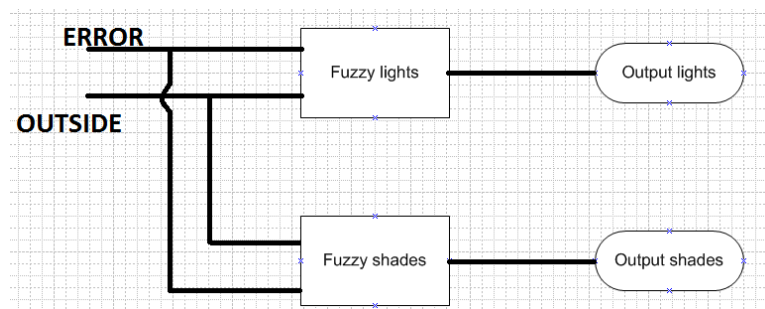 ERROR
Fuzzy lights
Output lights
OUTSIDE
Fuzzy shades
Output shades